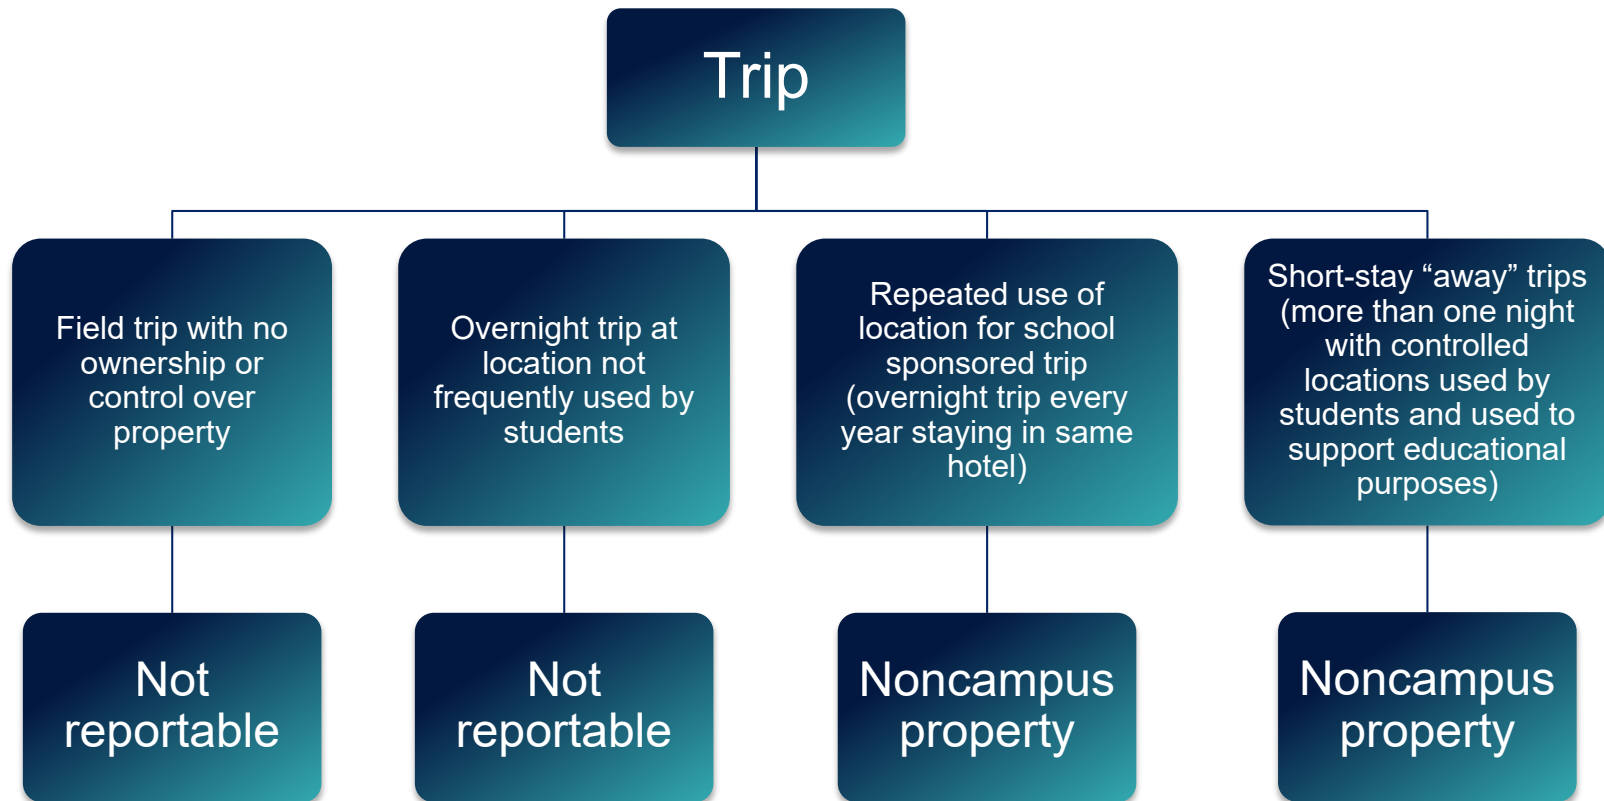 Trip
Field trip with no
ownership or
control over
property
Overnight trip at
location not
frequently used by
students
Repeated use of
location for school
sponsored trip
(overnight trip every
year staying in same
hotel)
Short-stay “away” trips
(more than one night
with controlled
locations used by
students and used to
support educational
purposes)
Not
reportable
Not
reportable
Noncampus
property
Noncampus
property